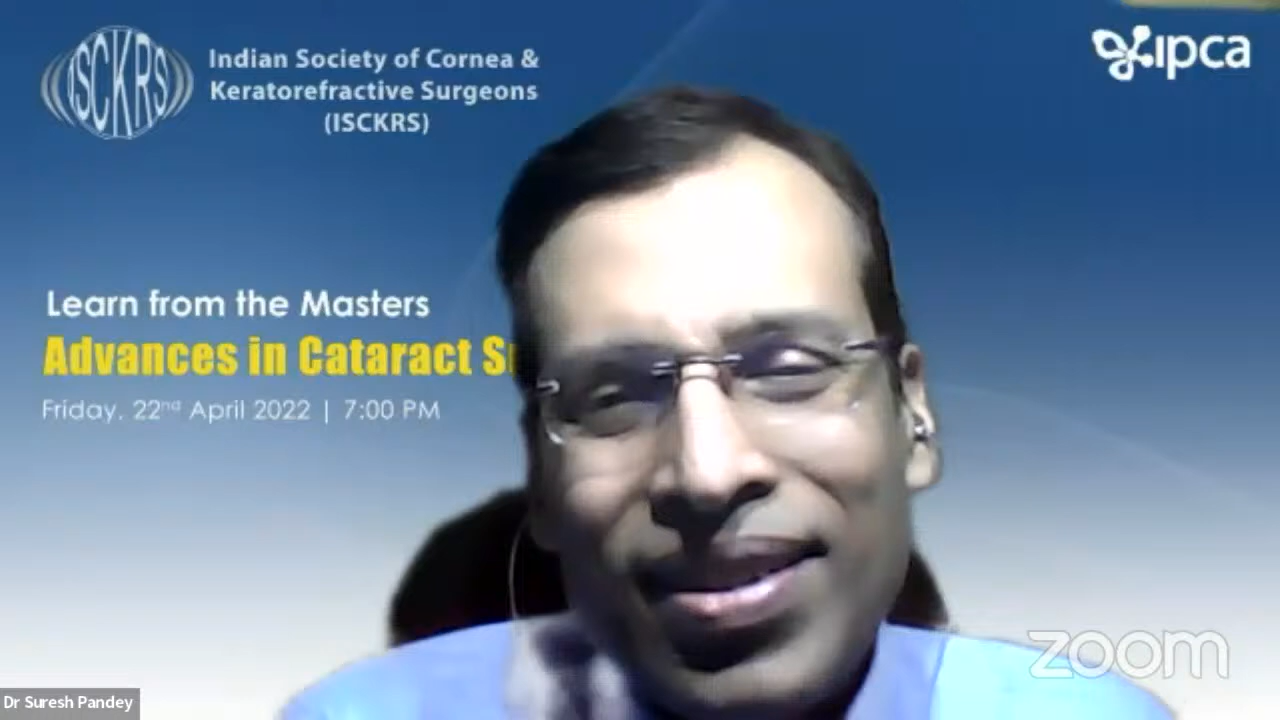 ISCKRS
Indian Society of Cornea &
Keratorefractive Surgeons
(ISCKRS)
ipca
Learn from the Masters
Advances in Cataract
Friday, 22nd April 2022 | 7:00 PM
zoom
Dr Suresh Pandey